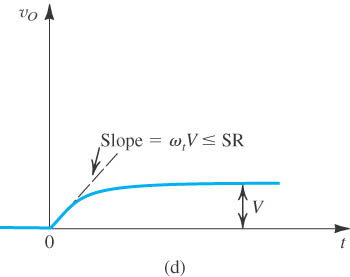 v_O
Slope = ω_t V ≤ SR
V
0
t
(d)